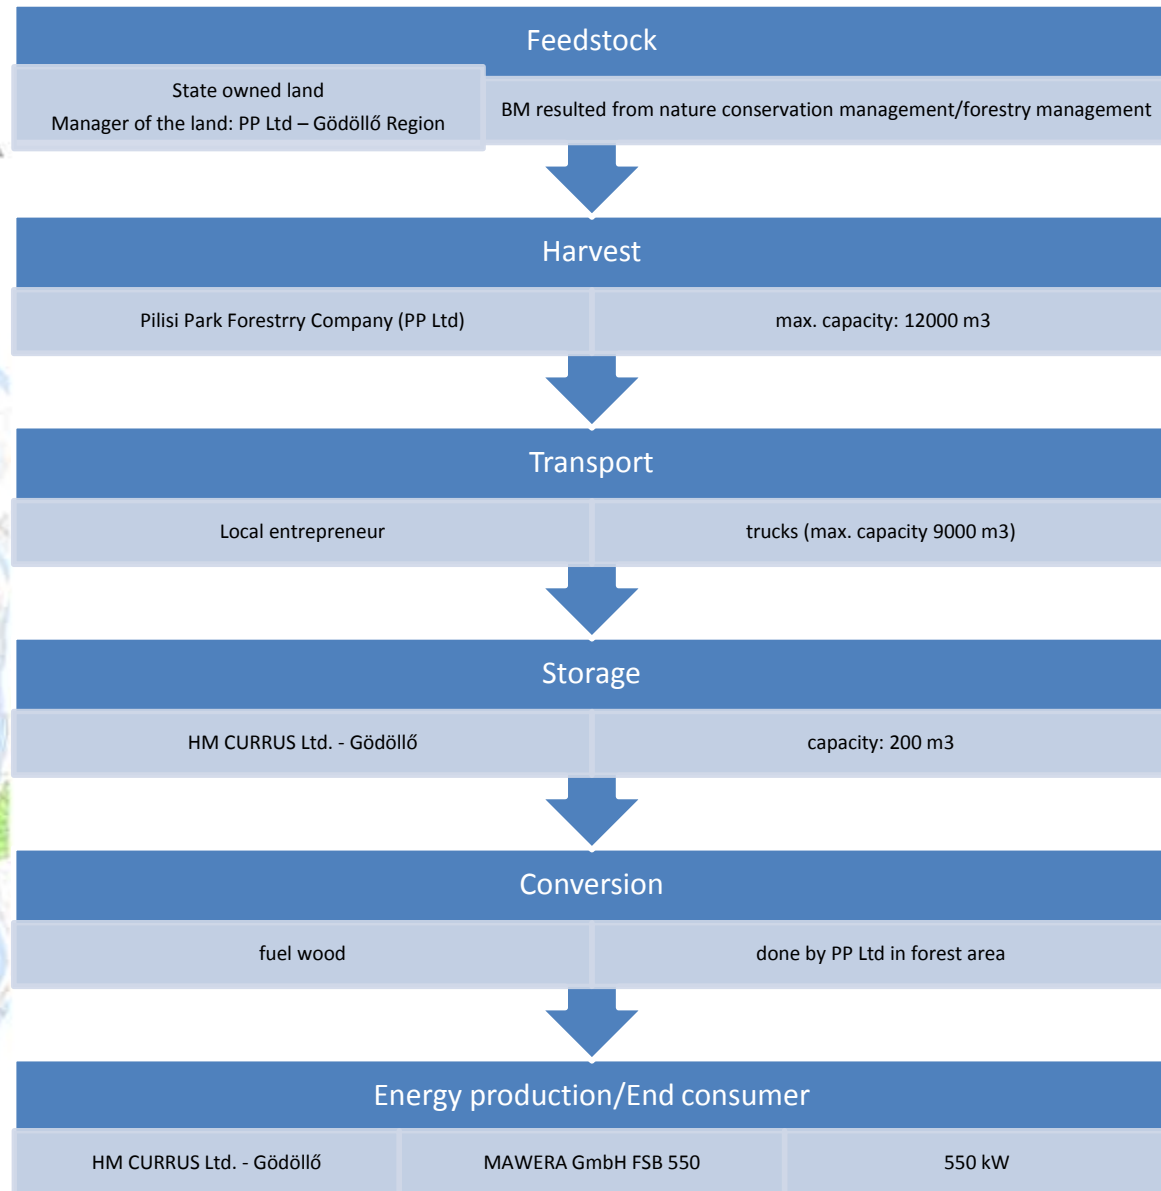 Feedstock
State owned land
Manager of the land: PP Ltd – Gödöllő Region
BM resulted from nature conservation management/forestry management
Harvest
Pilisi Park Forestrry Company (PP Ltd)
max. capacity: 12000 m3
Transport
Local entrepreneur
trucks (max. capacity 9000 m3)
Storage
HM CURRUS Ltd. - Gödöllő
capacity: 200 m3
Conversion
fuel wood
done by PP Ltd in forest area
Energy production/End consumer
HM CURRUS Ltd. - Gödöllő
MAWERA GmbH FSB 550
550 kW